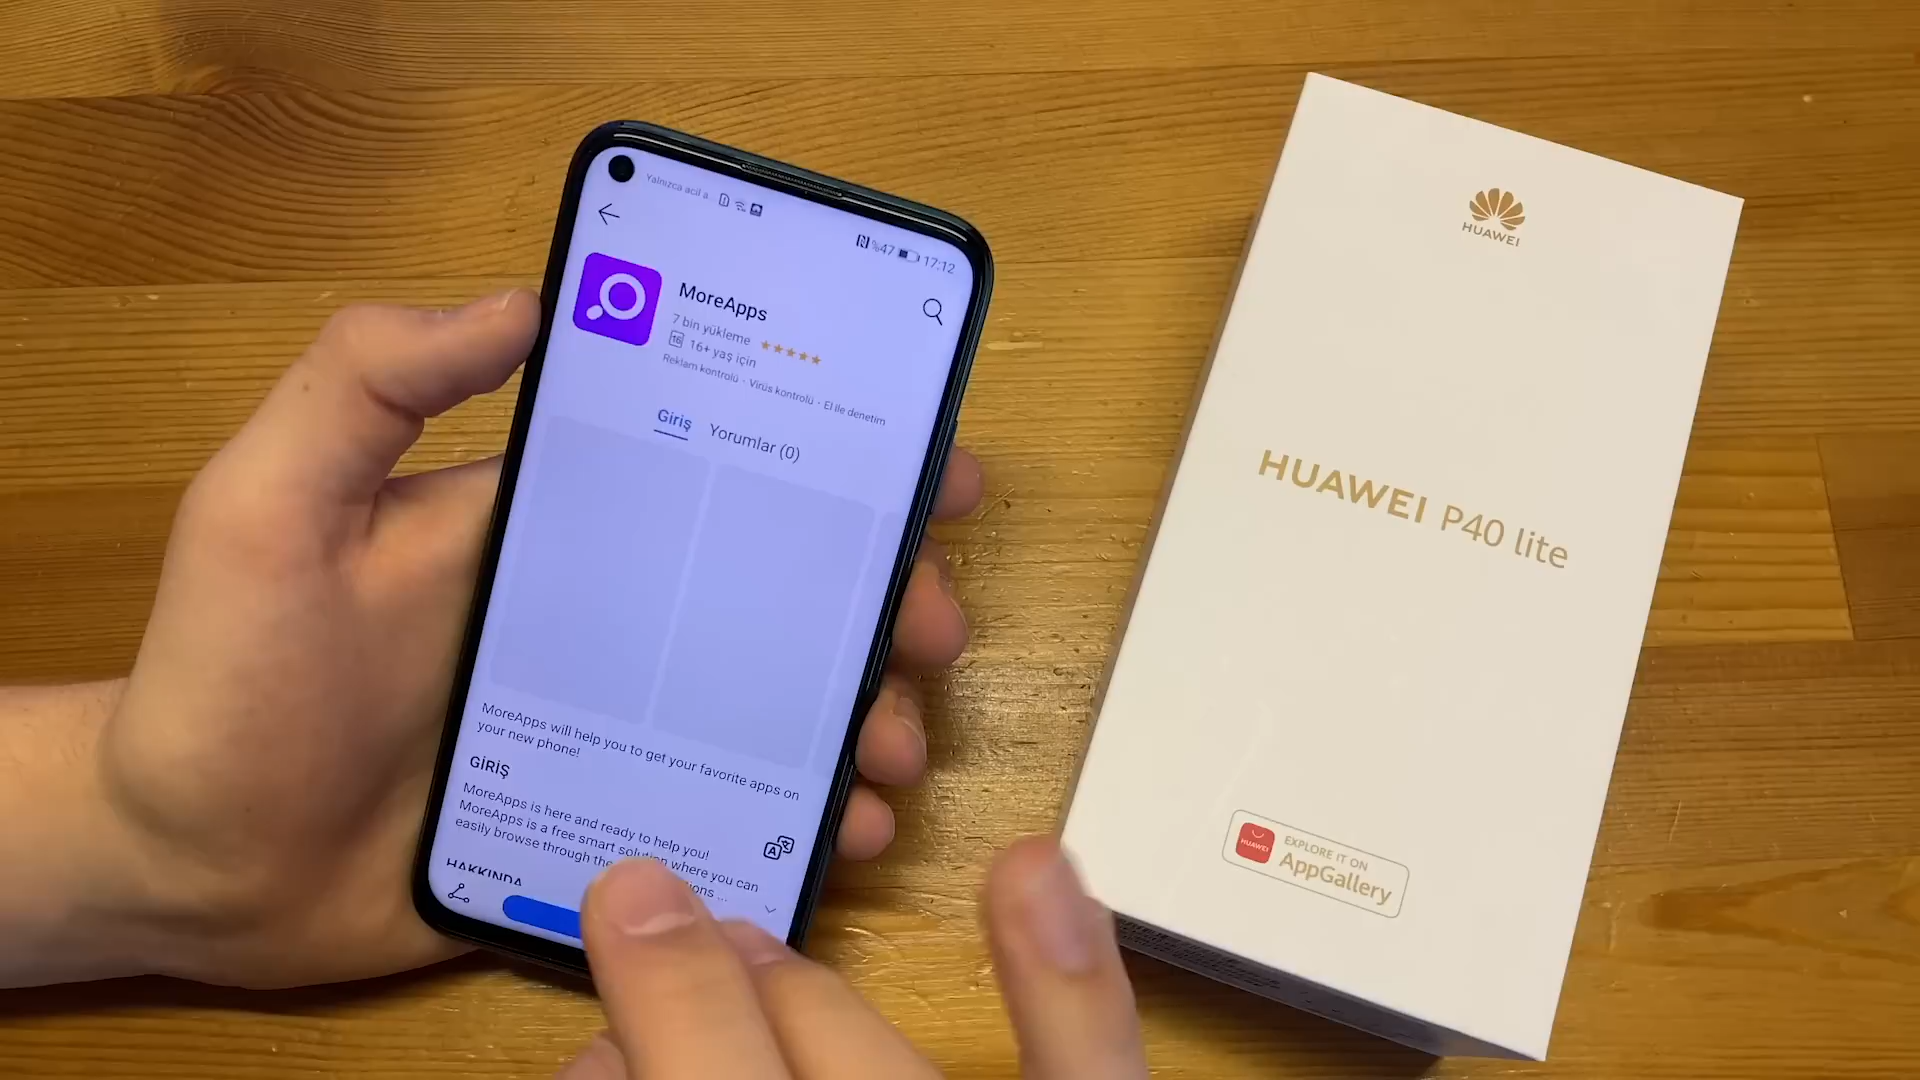 Yalnızca acil a
%47 17:12
MoreApps
7 bin yükleme
16 16+ yaş için
Reklam kontrolü · Virüs kontrolü · El ile denetim
Giriş Yorumlar (0)
MoreApps will help you to get your favorite apps on
your new phone!
GİRİŞ
MoreApps is here and ready to help you!
MoreApps is a free smart solution where you can
easily browse through the
HAKKINDA
HUAWEI
HUAWEI P40 lite
HUAWEI
EXPLORE IT ON
AppGallery